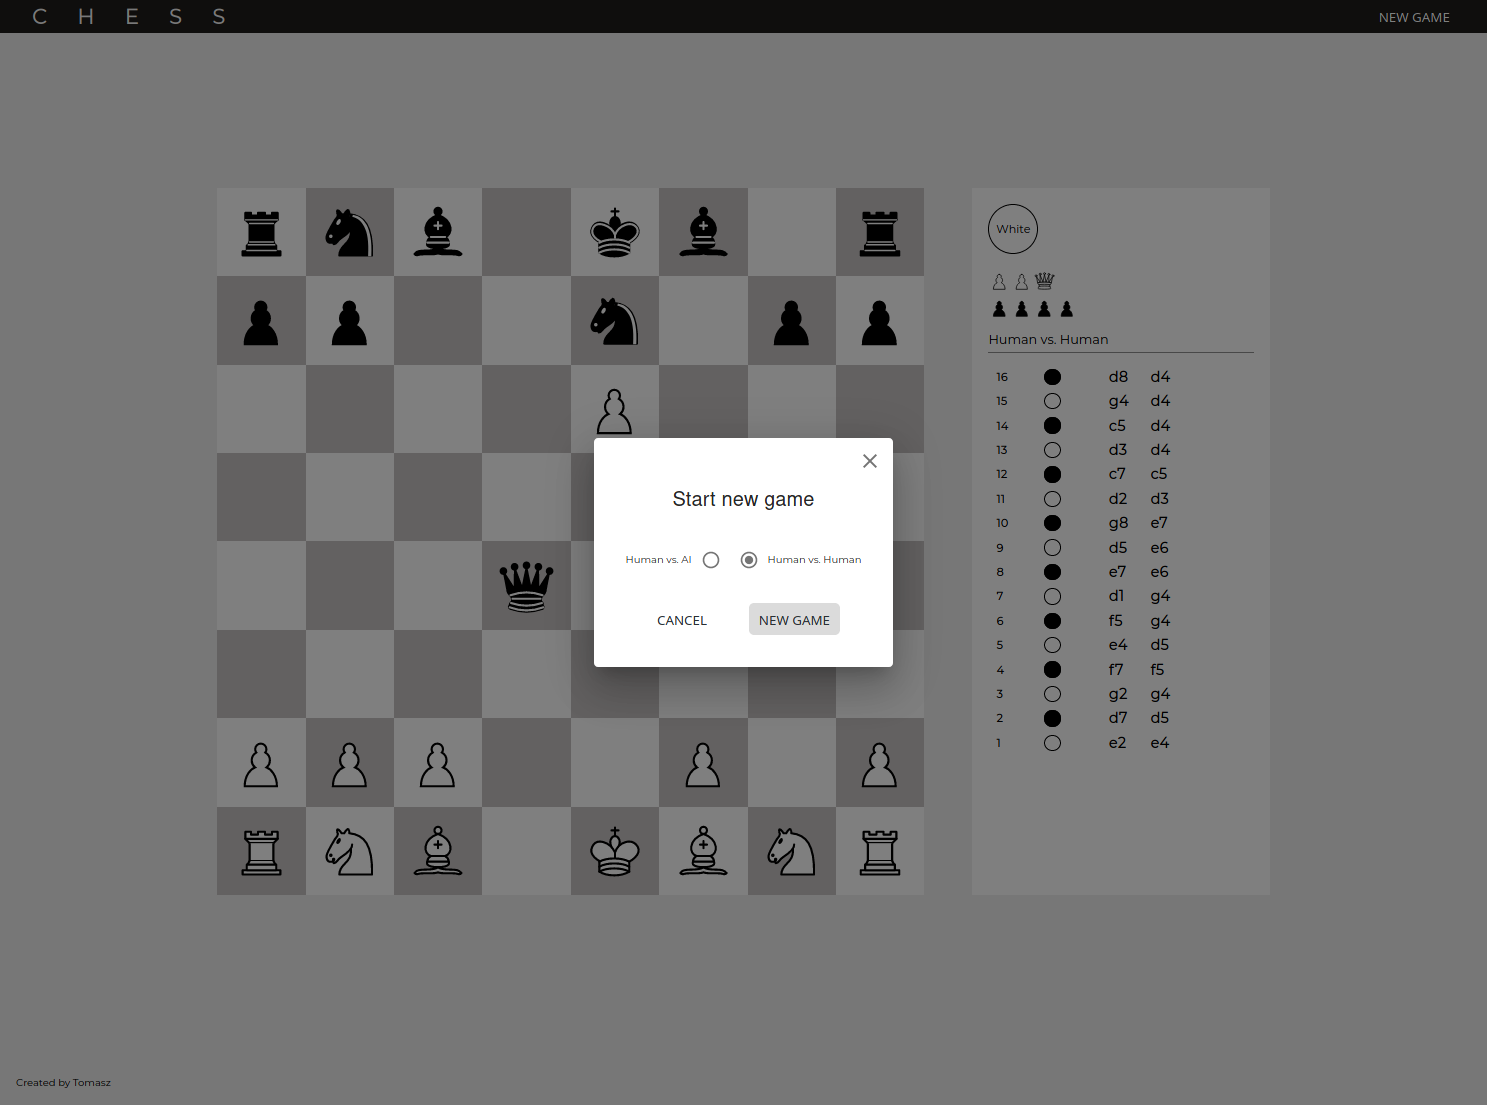 C H E S S
NEW GAME
White
Human vs. Human
16 d8 d4
15 g4 d4
14 c5 d4
13 d3 d4
12 c7 c5
11 d2 d3
10 g8 e7
9 d5 e6
8 e7 e6
7 d1 g4
6 f5 g4
5 e4 d5
4 f7 f5
3 g2 g4
2 d7 d5
1 e2 e4
Start new game
Human vs. AI Human vs. Human
CANCEL NEW GAME
Created by Tomasz